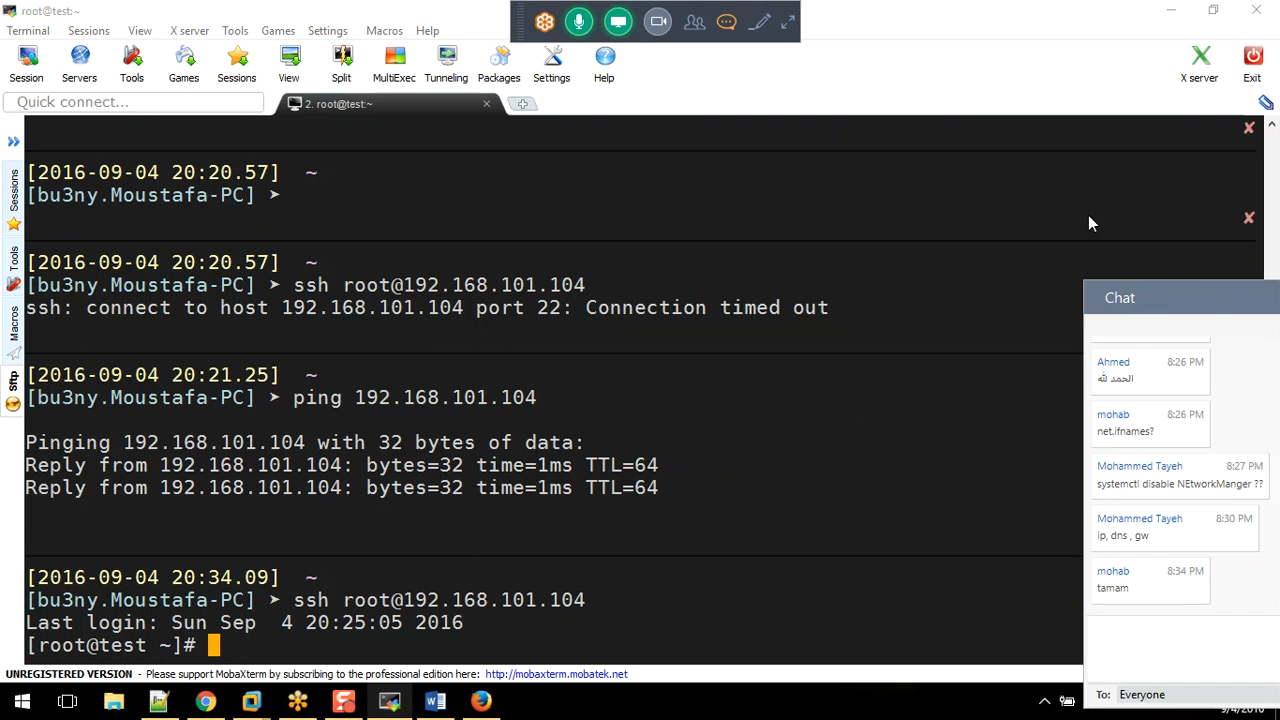 root@test:~
Terminal Sessions View X server Tools Games Settings Macros Help
Session Servers Tools Games Sessions View Split MultiExec Tunneling Packages Settings Help X server Exit
Quick connect...
2. root@test:~
Sessions
Tools
Macros
Sftp
[2016-09-04 20:20.57] ~
[bu3ny.Moustafa-PC] ➤
[2016-09-04 20:20.57] ~
[bu3ny.Moustafa-PC] ➤ ssh root@192.168.101.104
ssh: connect to host 192.168.101.104 port 22: Connection timed out
[2016-09-04 20:21.25] ~
[bu3ny.Moustafa-PC] ➤ ping 192.168.101.104
Pinging 192.168.101.104 with 32 bytes of data:
Reply from 192.168.101.104: bytes=32 time=1ms TTL=64
Reply from 192.168.101.104: bytes=32 time=1ms TTL=64
[2016-09-04 20:34.09] ~
[bu3ny.Moustafa-PC] ➤ ssh root@192.168.101.104
Last login: Sun Sep  4 20:25:05 2016
[root@test ~]#
Chat
Ahmed 8:26 PM
الحمد لله
mohab 8:26 PM
net.ifnames?
Mohammed Tayeh 8:27 PM
systemctl disable NEtworkManger ??
Mohammed Tayeh 8:30 PM
ip, dns , gw
mohab 8:34 PM
tamam
To: Everyone
UNREGISTERED VERSION - Please support MobaXterm by subscribing to the professional edition here: http://mobaxterm.mobatek.net